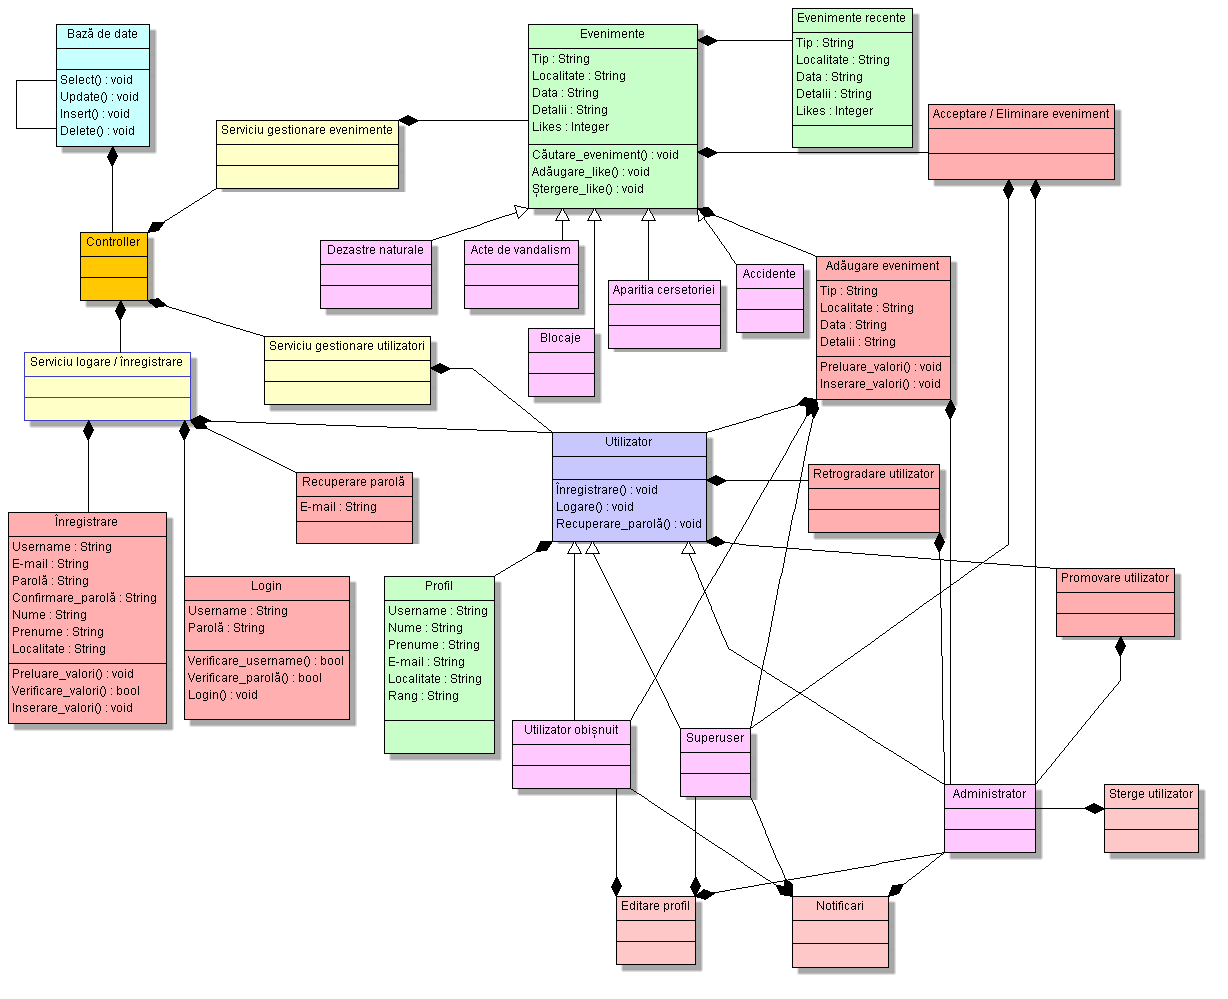 Bază de date
Select() : void
Update() : void
Insert() : void
Delete() : void
Evenimente
Tip : String
Localitate : String
Data : String
Detalii : String
Likes : Integer
Căutare_eveniment() : void
Adăugare_like() : void
Ștergere_like() : void
Evenimente recente
Tip : String
Localitate : String
Data : String
Detalii : String
Likes : Integer
Serviciu gestionare evenimente
Acceptare / Eliminare eveniment
Controller
Dezastre naturale
Acte de vandalism
Blocaje
Aparitia cersetoriei
Accidente
Adăugare eveniment
Tip : String
Localitate : String
Data : String
Detalii : String
Preluare_valori() : void
Inserare_valori() : void
Serviciu logare / înregistrare
Serviciu gestionare utilizatori
Utilizator
Înregistrare() : void
Logare() : void
Recuperare_parolă() : void
Retrogradare utilizator
Recuperare parolă
E-mail : String
Înregistrare
Username : String
E-mail : String
Parolă : String
Confirmare_parolă : String
Nume : String
Prenume : String
Localitate : String
Preluare_valori() : void
Verificare_valori() : bool
Inserare_valori() : void
Login
Username : String
Parolă : String
Verificare_username() : bool
Verificare_parolă() : bool
Login() : void
Profil
Username : String
Nume : String
Prenume : String
E-mail : String
Localitate : String
Rang : String
Promovare utilizator
Utilizator obișnuit
Superuser
Administrator
Sterge utilizator
Editare profil
Notificari